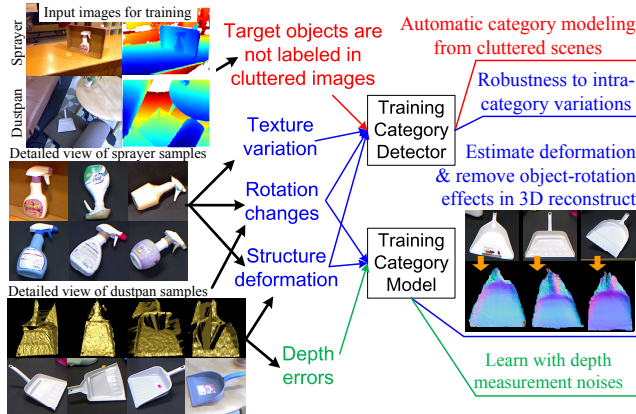 Input images for training
Sprayer
Dustpan
Detailed view of sprayer samples
Detailed view of dustpan samples
Target objects are
not labeled in
cluttered images
Texture
variation
Rotation
changes
Structure
deformation
Depth
errors
Training
Category
Detector
Training
Category
Model
Automatic category modeling
from cluttered scenes
Robustness to intra-
category variations
Estimate deformation
& remove object-rotation
effects in 3D reconstruct
Learn with depth
measurement noises